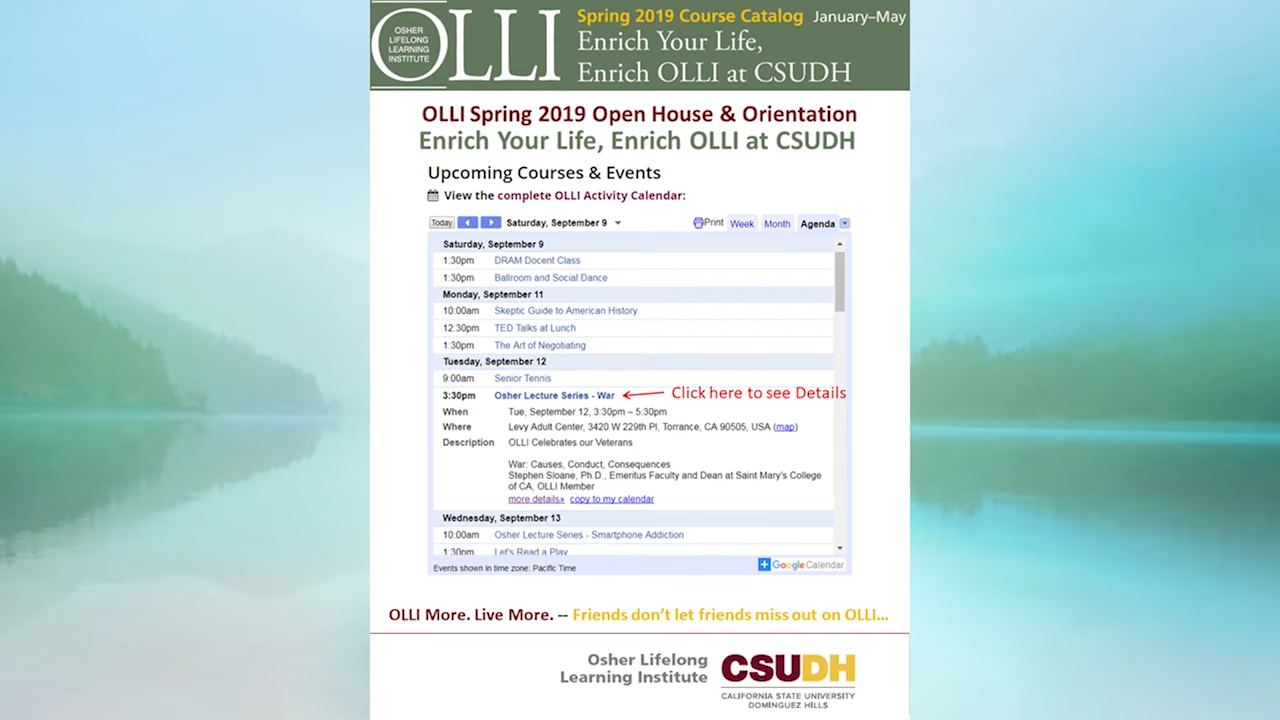 OSHER
LIFELONG
LEARNING
INSTITUTE
OLLI
Spring 2019 Course Catalog January–May
Enrich Your Life,
Enrich OLLI at CSUDH
OLLI Spring 2019 Open House & Orientation
Enrich Your Life, Enrich OLLI at CSUDH
Upcoming Courses & Events
View the complete OLLI Activity Calendar:
Today Saturday, September 9 Print Week Month Agenda
Saturday, September 9
1:30pm DRAM Docent Class
1:30pm Ballroom and Social Dance
Monday, September 11
10:00am Skeptic Guide to American History
12:30pm TED Talks at Lunch
1:30pm The Art of Negotiating
Tuesday, September 12
9:00am Senior Tennis
3:30pm Osher Lecture Series - War Click here to see Details
When Tue, September 12, 3:30pm – 5:30pm
Where Levy Adult Center, 3420 W 229th Pl, Torrance, CA 90505, USA (map)
Description OLLI Celebrates our Veterans
War: Causes, Conduct, Consequences
Stephen Sloane, Ph.D., Emeritus Faculty and Dean at Saint Mary's College
of CA, OLLI Member
more details» copy to my calendar
Wednesday, September 13
10:00am Osher Lecture Series - Smartphone Addiction
1:30pm Let's Read a Play
Events shown in time zone: Pacific Time Google Calendar
OLLI More. Live More. -- Friends don't let friends miss out on OLLI...
Osher Lifelong
Learning Institute
CSUDH
CALIFORNIA STATE UNIVERSITY
DOMINGUEZ HILLS